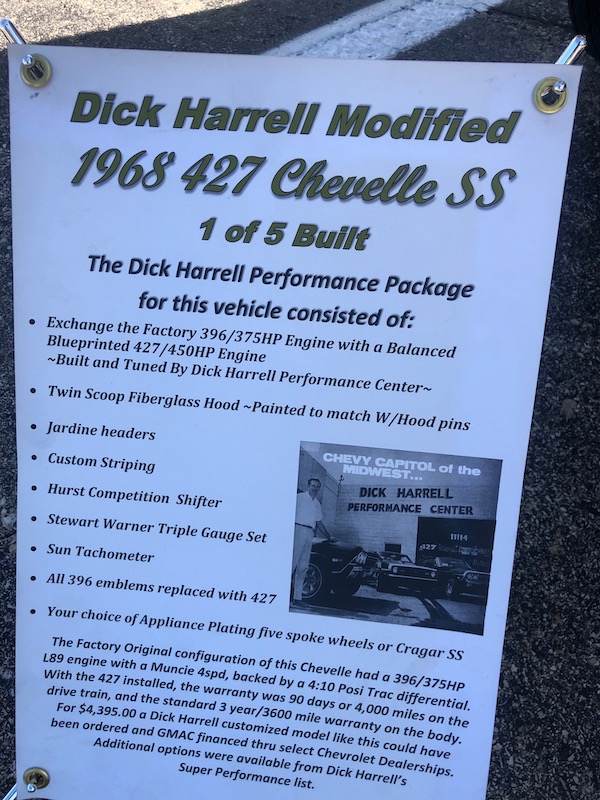 Dick Harrell Modified
1968 427 Chevelle SS
1 of 5 Built
The Dick Harrell Performance Package
for this vehicle consisted of:
• Exchange the Factory 396/375HP Engine with a Balanced
Blueprinted 427/450HP Engine
~Built and Tuned By Dick Harrell Performance Center~
• Twin Scoop Fiberglass Hood ~Painted to match W/Hood pins
• Jardine headers
• Custom Striping
• Hurst Competition Shifter
• Stewart Warner Triple Gauge Set
• Sun Tachometer
• All 396 emblems replaced with 427
• Your choice of Appliance Plating five spoke wheels or Cragar SS
CHEVY CAPITOL of the
MIDWEST...
DICK HARRELL
PERFORMANCE CENTER
11114
427
The Factory Original configuration of this Chevelle had a 396/375HP
L89 engine with a Muncie 4spd, backed by a 4:10 Posi Trac differential.
With the 427 installed, the warranty was 90 days or 4,000 miles on the
drive train, and the standard 3 year/3600 mile warranty on the body.
For $4,395.00 a Dick Harrell customized model like this could have
been ordered and GMAC financed thru select Chevrolet Dealerships.
Additional options were available from Dick Harrell's
Super Performance list.